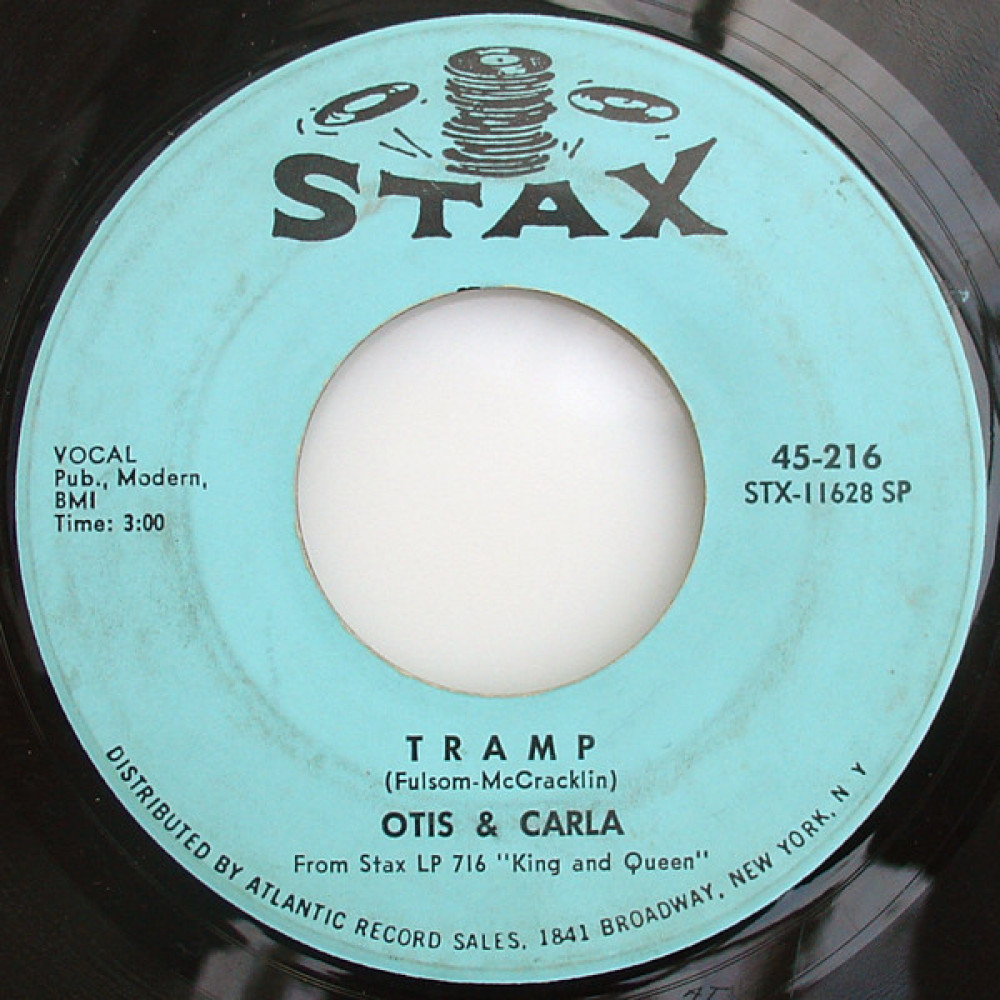 STAX
VOCAL
Pub., Modern,
BMI
Time: 3:00
45-216
STX-11628 SP
TRAMP
(Fulsom-McCracklin)
OTIS & CARLA
From Stax LP 716 "King and Queen"
DISTRIBUTED BY ATLANTIC RECORD SALES, 1841 BROADWAY, NEW YORK, N Y